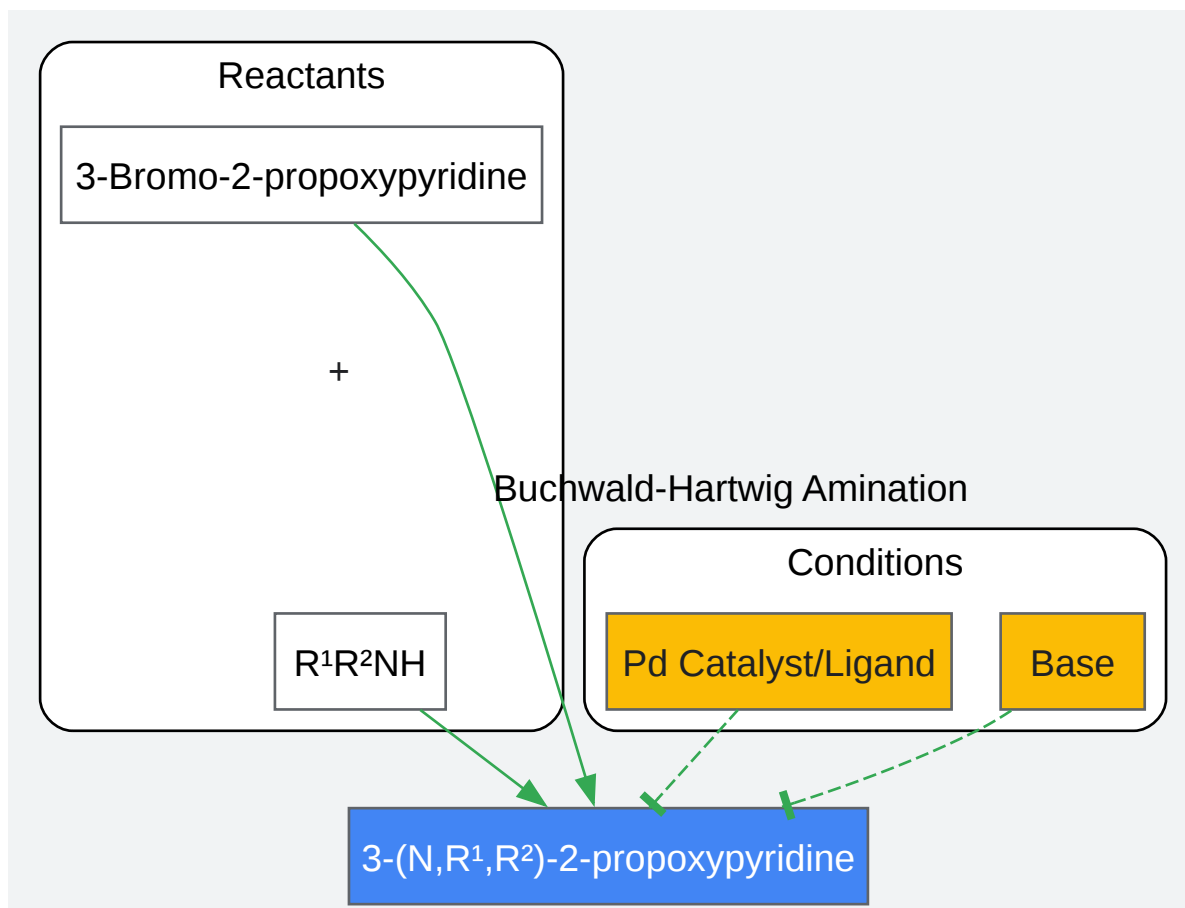 Reactants
3-Bromo-2-propoxypyridine
+
Buchwald-Hartwig Amination
Conditions
R¹R²NH
Pd Catalyst/Ligand
Base
3-(N,R¹,R²)-2-propoxypyridine